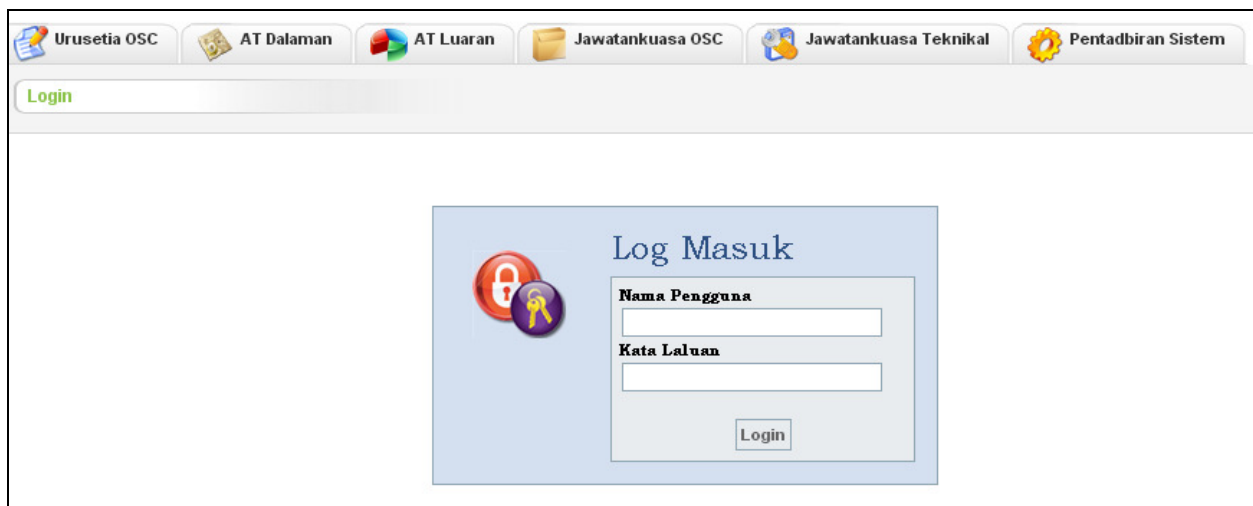 Urusetia OSC AT Dalaman AT Luaran Jawatankuasa OSC Jawatankuasa Teknikal Pentadbiran Sistem
Login
Log Masuk
Nama Pengguna
Kata Laluan
Login